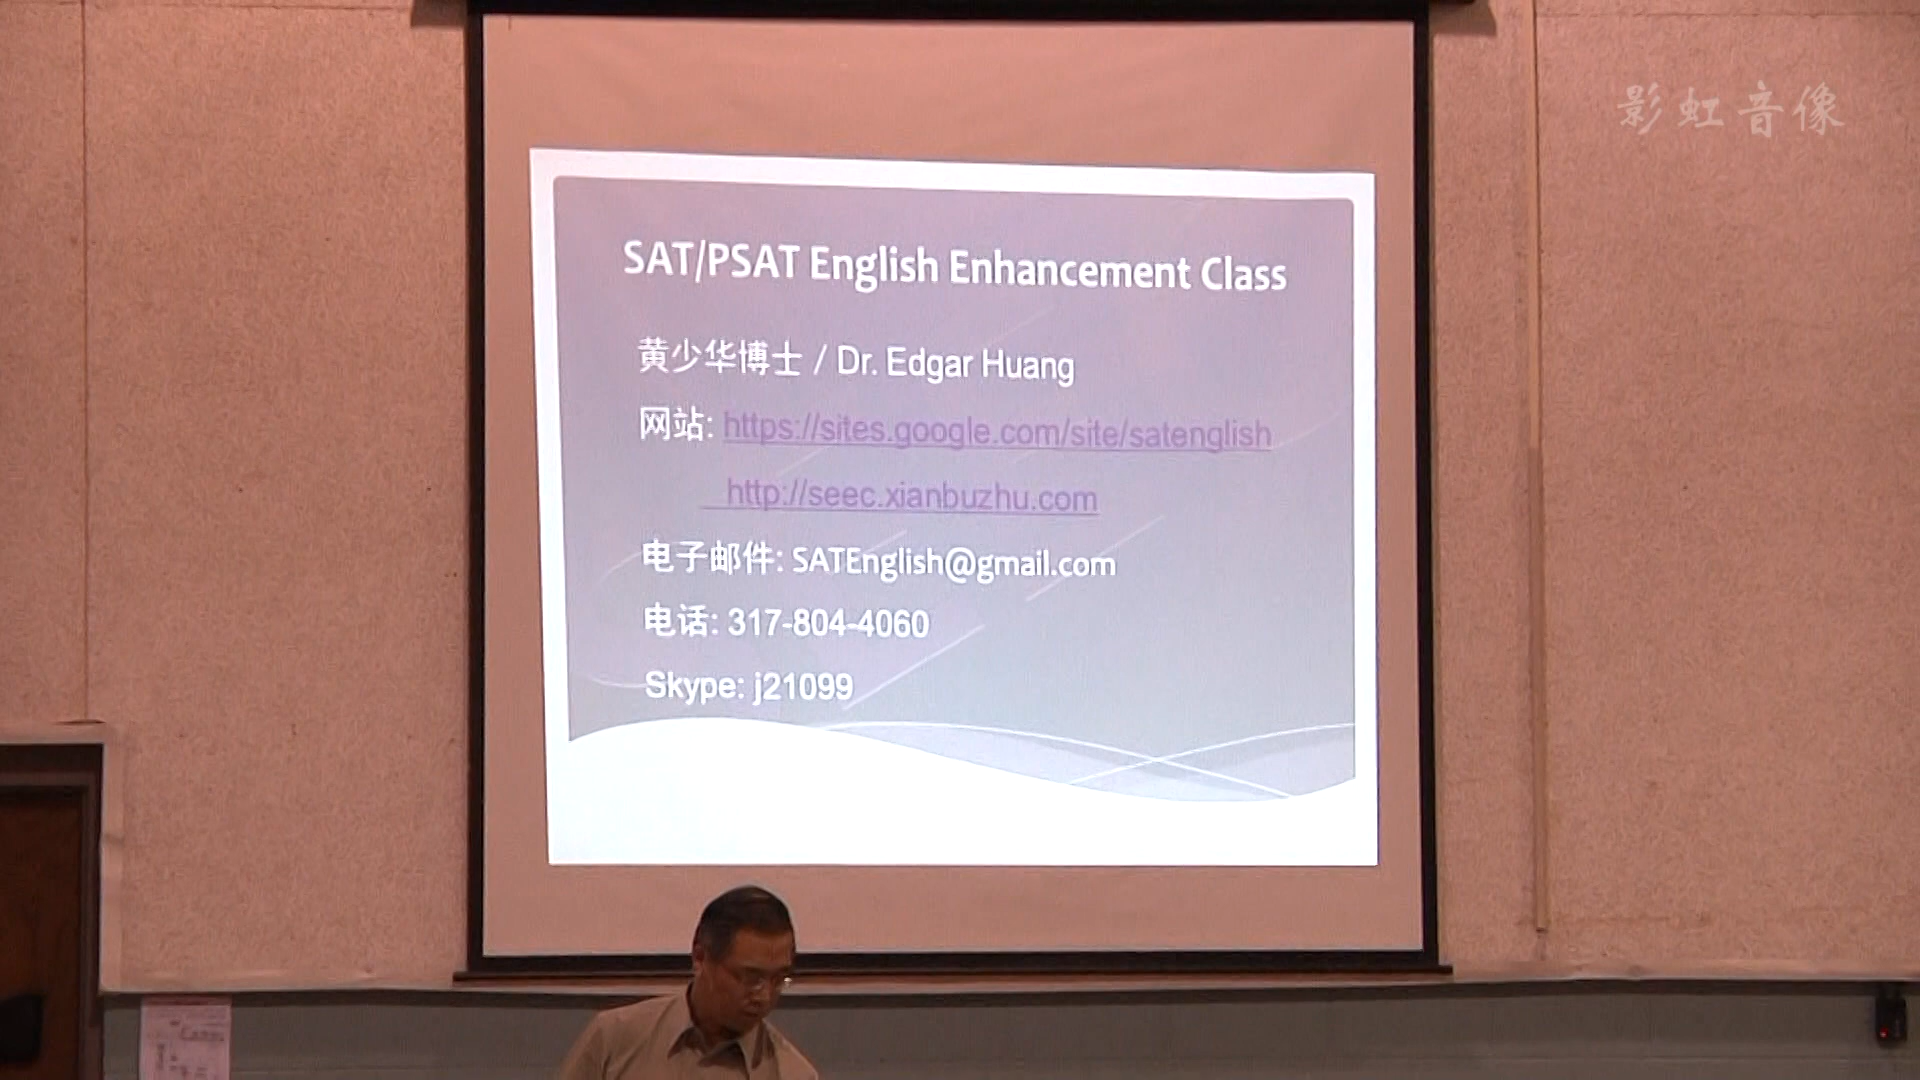 影虹音像
SAT/PSAT English Enhancement Class
黄少华博士 / Dr. Edgar Huang
网站: https://sites.google.com/site/satenglish
http://seec.xianbuzhu.com
电子邮件: SATEnglish@gmail.com
电话: 317-804-4060
Skype: j21099